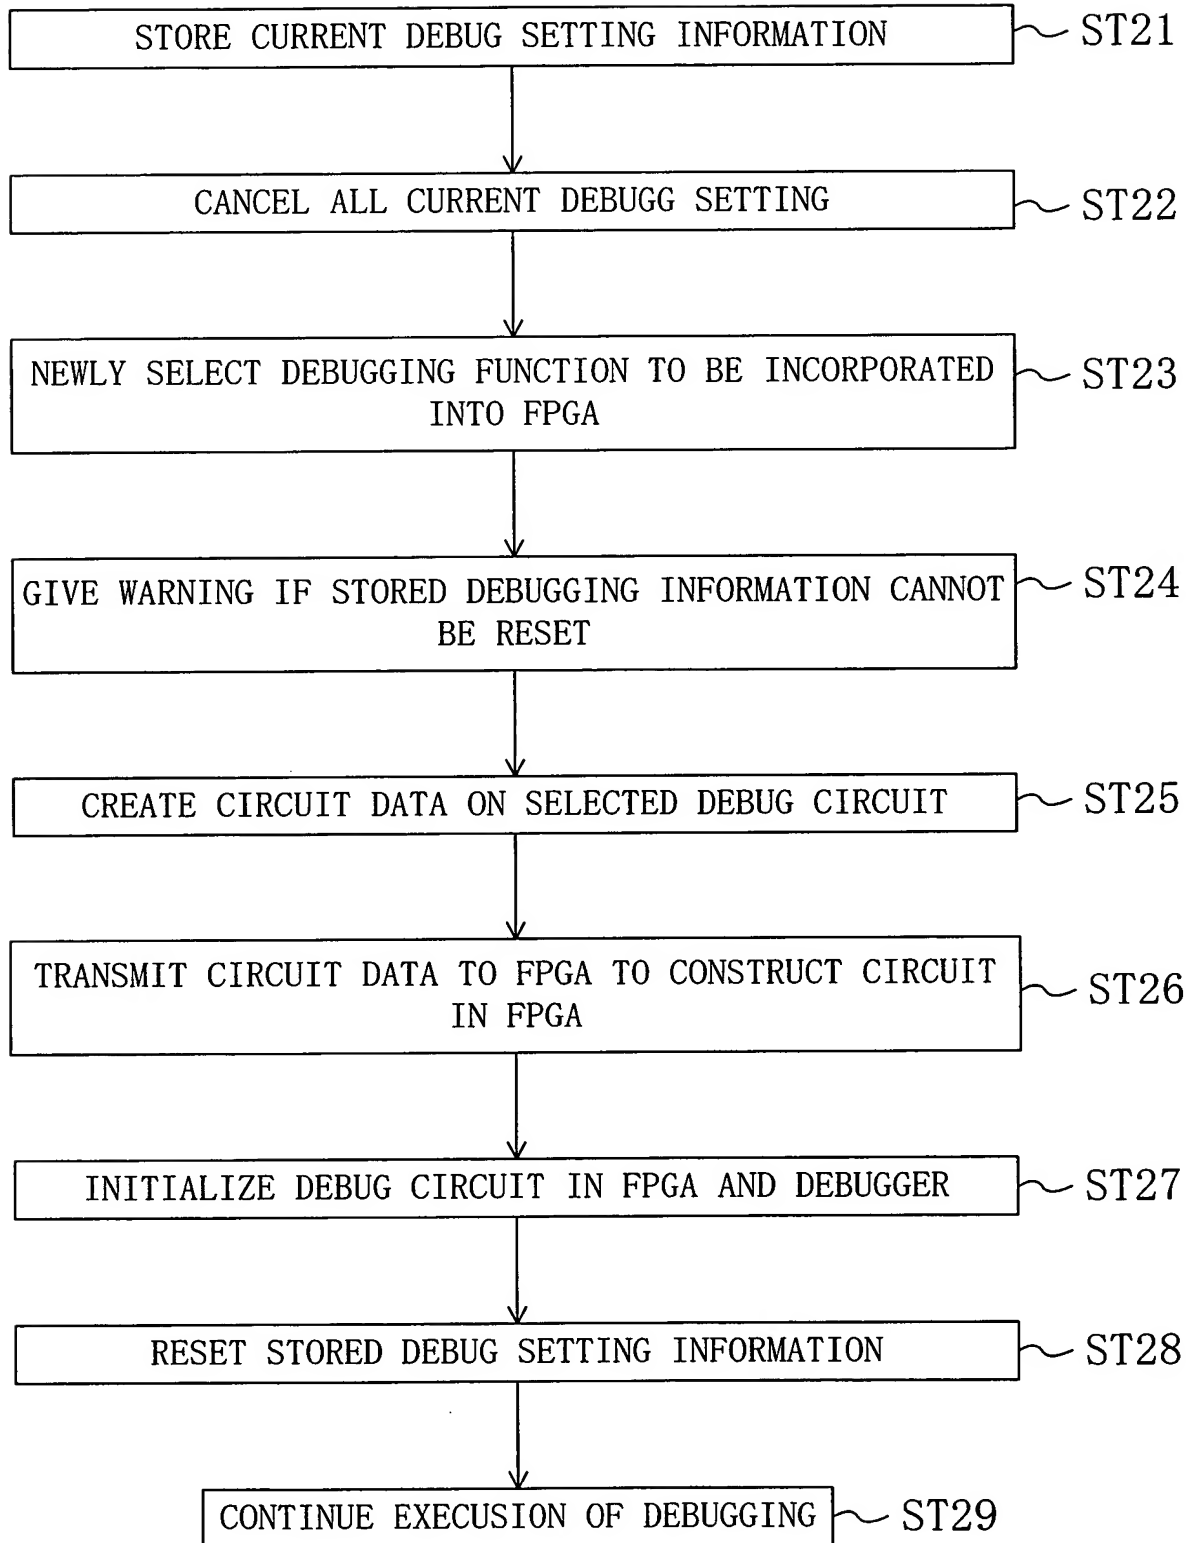 STORE CURRENT DEBUG SETTING INFORMATION
ST21
CANCEL ALL CURRENT DEBUGG SETTING
ST22
NEWLY SELECT DEBUGGING FUNCTION TO BE INCORPORATED
INTO FPGA
ST23
GIVE WARNING IF STORED DEBUGGING INFORMATION CANNOT
BE RESET
ST24
CREATE CIRCUIT DATA ON SELECTED DEBUG CIRCUIT
ST25
TRANSMIT CIRCUIT DATA TO FPGA TO CONSTRUCT CIRCUIT
IN FPGA
ST26
INITIALIZE DEBUG CIRCUIT IN FPGA AND DEBUGGER
ST27
RESET STORED DEBUG SETTING INFORMATION
ST28
CONTINUE EXECUSION OF DEBUGGING
ST29